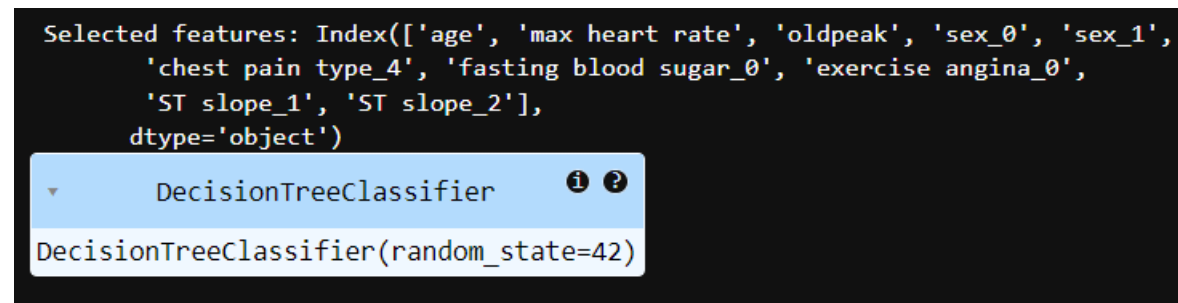 Selected features: Index(['age', 'max heart rate', 'oldpeak', 'sex_0', 'sex_1',
'chest pain type_4', 'fasting blood sugar_0', 'exercise angina_0',
'ST slope_1', 'ST slope_2'],
dtype='object')
DecisionTreeClassifier i ?
DecisionTreeClassifier(random_state=42)